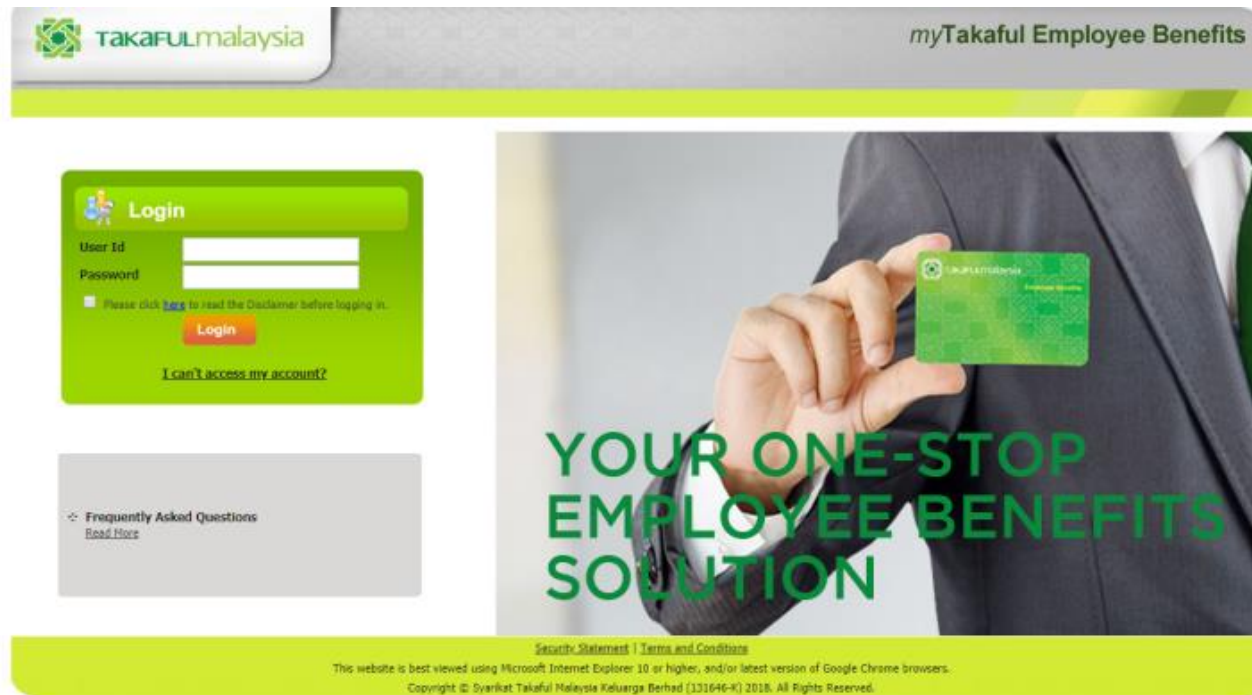 TAKAFULmalaysia
myTakaful Employee Benefits
Login
User Id
Password
Please click here to read the Disclaimer before logging in.
Login
I can't access my account?
Frequently Asked Questions
Read More
TAKAFULmalaysia
Employee Benefits
YOUR ONE-STOP
EMPLOYEE BENEFITS
SOLUTION
Security Statement | Terms and Conditions
This website is best viewed using Microsoft Internet Explorer 10 or higher, and/or latest version of Google Chrome browsers.
Copyright © Syarikat Takaful Malaysia Keluarga Berhad (131646-K) 2018. All Rights Reserved.